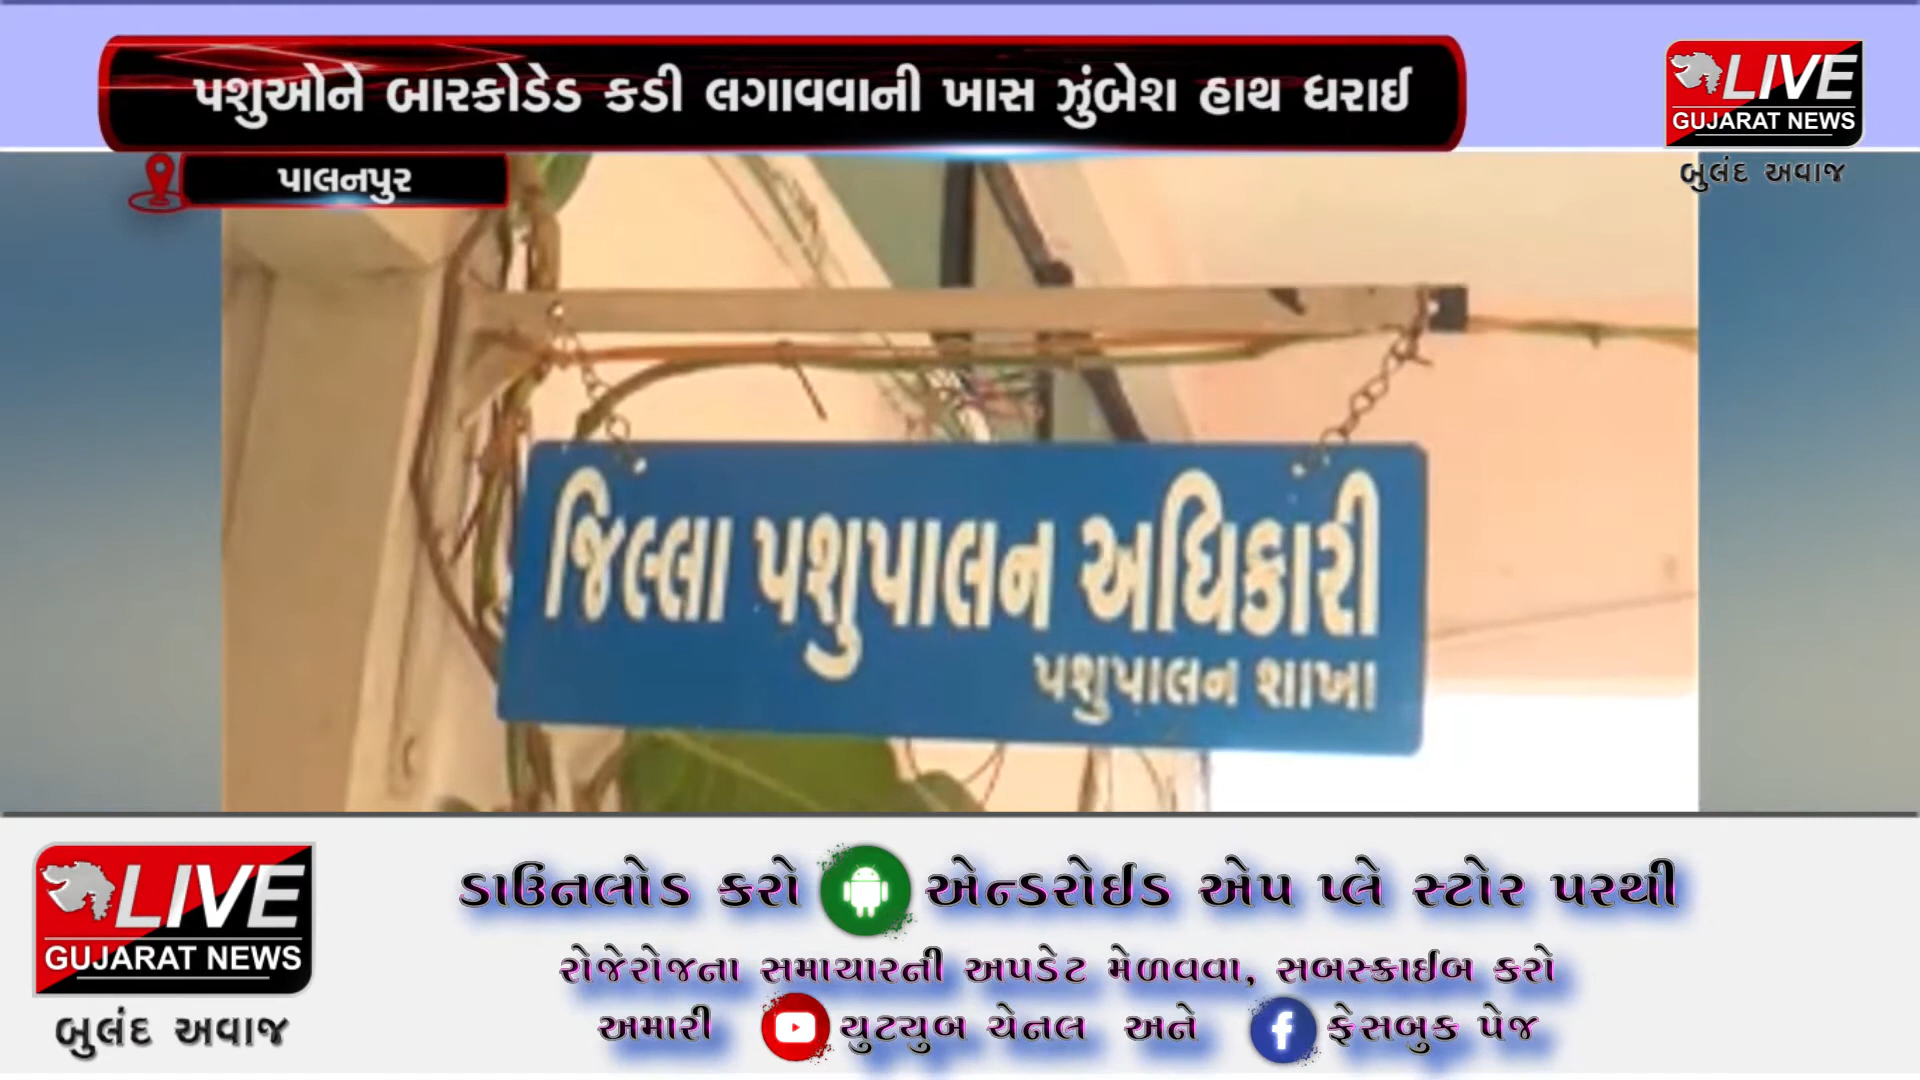 પશુઓને બારકોડેડ કડી લગાવવાની ખાસ ઝુંબેશ હાથ ધરાઈ
LIVE
GUJARAT NEWS
બુલંદ અવાજ
પાલનપુર
જિલ્લા પશુપાલન અધિકારી
પશુપાલન શાખા
LIVE
GUJARAT NEWS
બુલંદ અવાજ
ડાઉનલોડ કરો એન્ડરોઈડ એપ પ્લે સ્ટોર પરથી
રોજેરોજના સમાચારની અપડેટ મેળવવા, સબસ્ક્રાઈબ કરો
અમારી યુટયુબ ચેનલ અને ફેસબુક પેજ